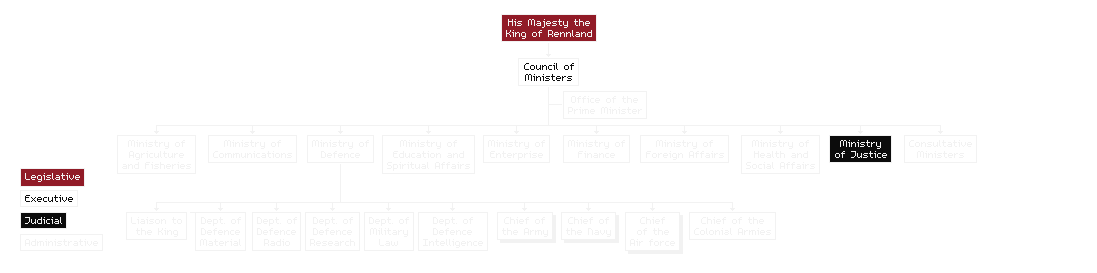 His Majesty the
King of Rennland
Council of
Ministers
Office of the
Prime Minister
Ministry of
Agriculture
and Fisheries
Ministry of
Communications
Ministry of
Defence
Ministry of
Education and
Spiritual Affairs
Ministry of
Enterprise
Ministry of
Finance
Ministry of
Foreign Affairs
Ministry of
Health and
Social Affairs
Ministry
of Justice
Consultative
Ministers
Legislative
Executive
Judicial
Administrative
Liaison to
the King
Dept. of
Defence
Material
Dept. of
Defence
Radio
Dept. of
Defence
Research
Dept. of
Military
Law
Dept. of
Defence
Intelligence
Chief of
the Army
Chief of
the Navy
Chief
of the
Air force
Chief of the
Colonial Armies